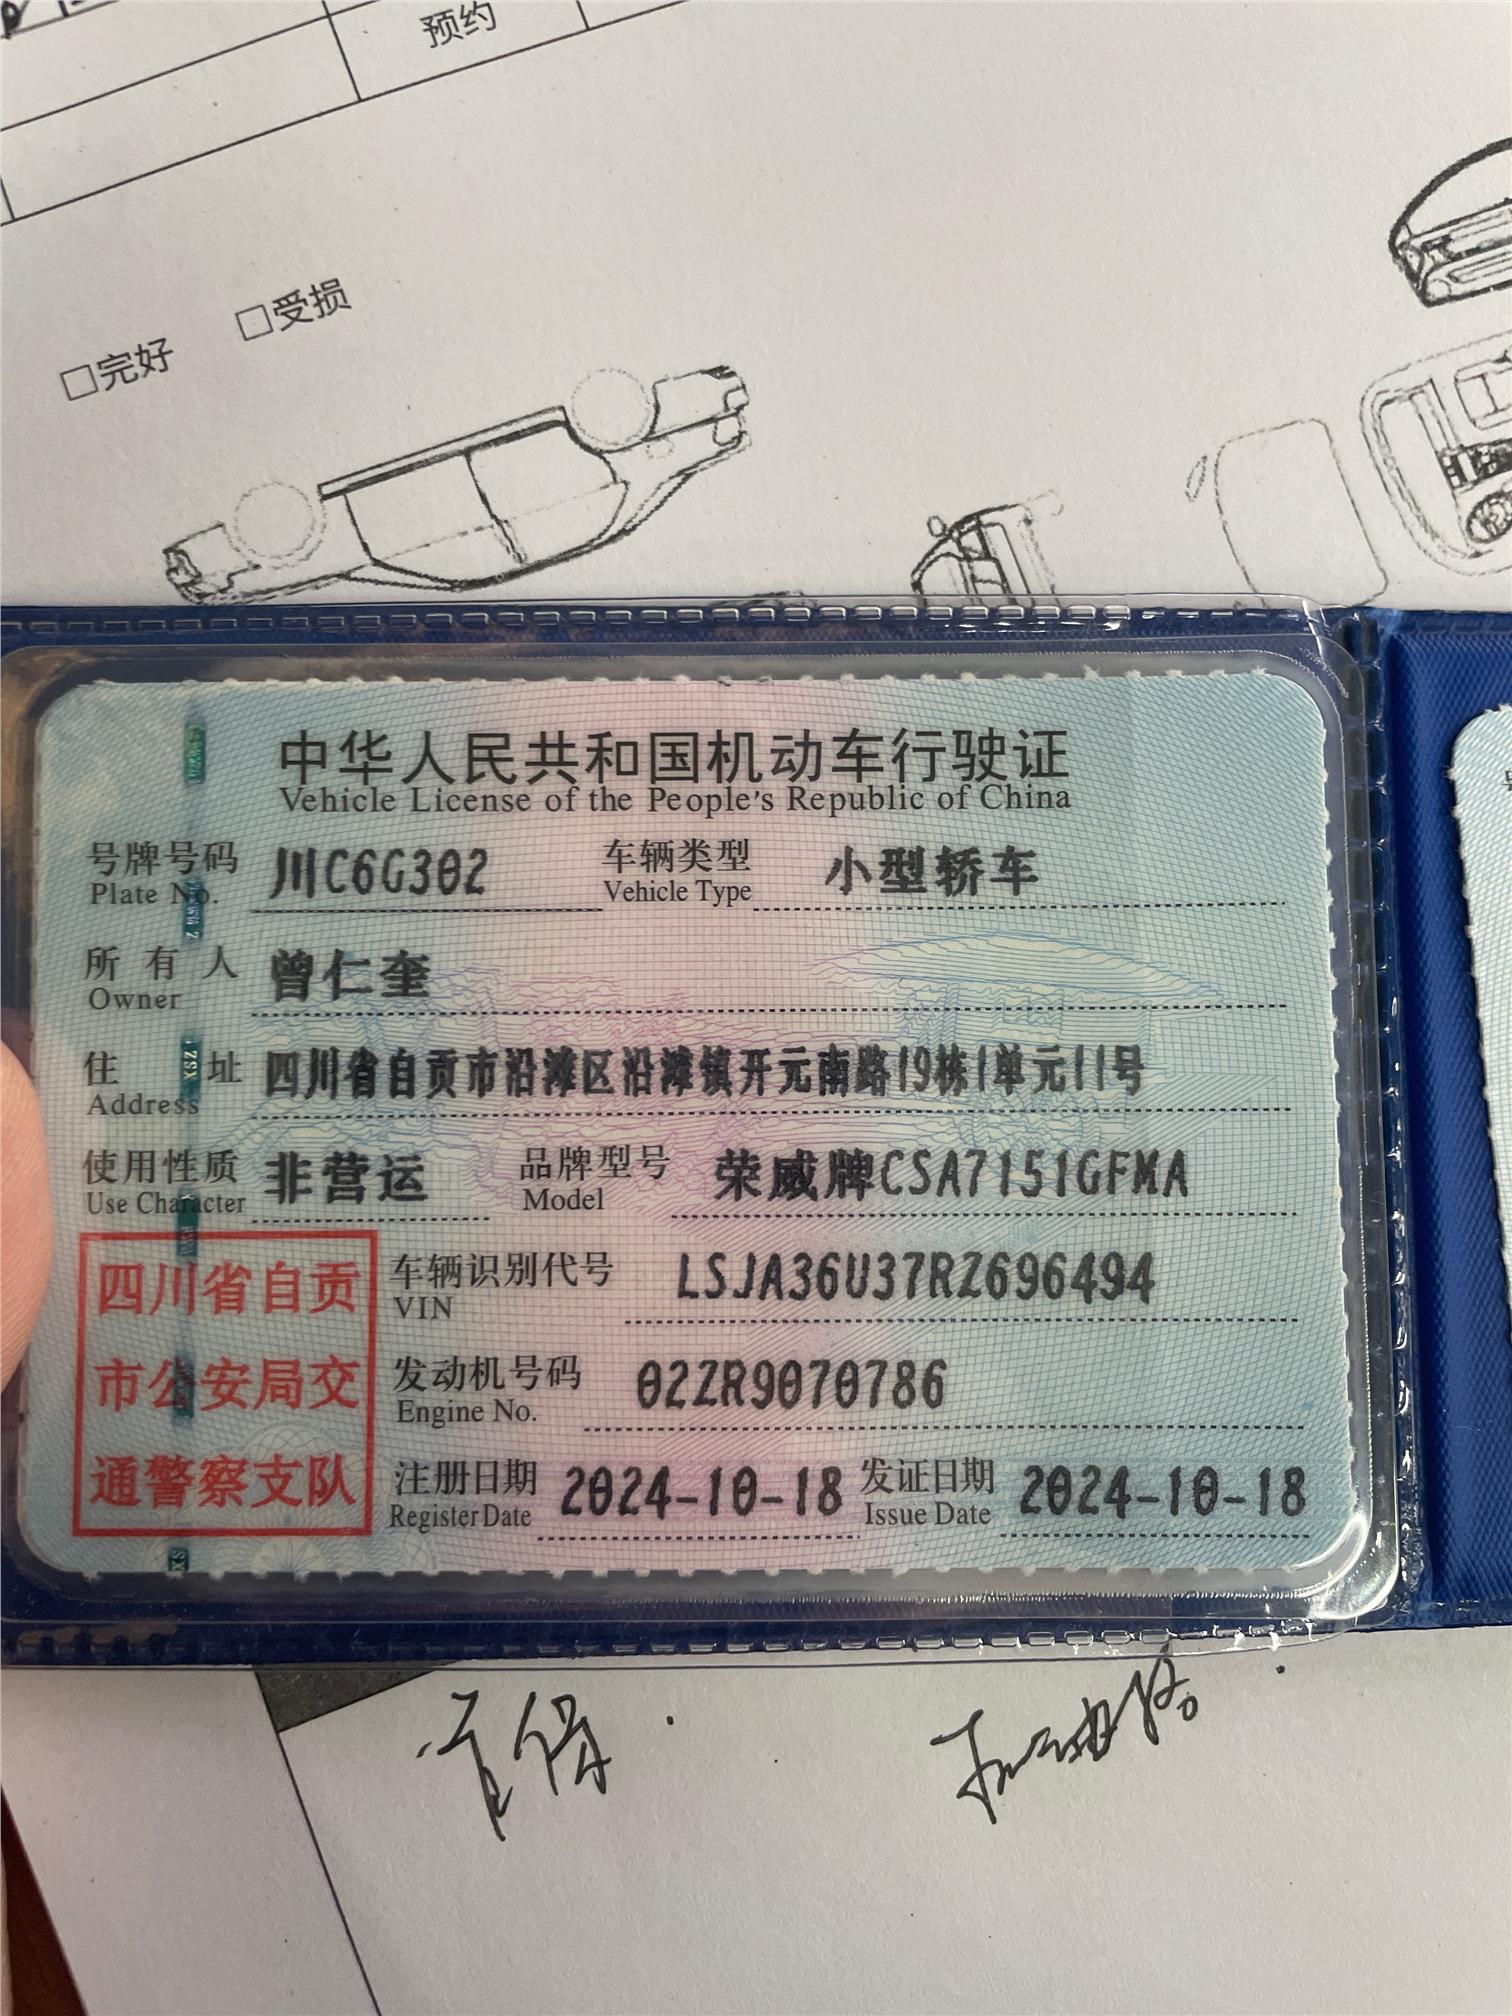 预约
□完好 □受损
中华人民共和国机动车行驶证
Vehicle License of the People's Republic of China
号牌号码 川C6G302 车辆类型 小型轿车
Plate No. Vehicle Type
所有人 曾仁奎
Owner
住址 四川省自贡市沿滩区沿滩镇开元南路19栋1单元11号
Address
使用性质 非营运 品牌型号 荣威牌CSA7151GFMA
Use Character Model
四川省自贡
市公安局交
通警察支队
车辆识别代号 LSJA36U37RZ696494
VIN
发动机号码 02ZR9070786
Engine No.
注册日期 2024-10-18 发证日期 2024-10-18
Register Date Issue Date